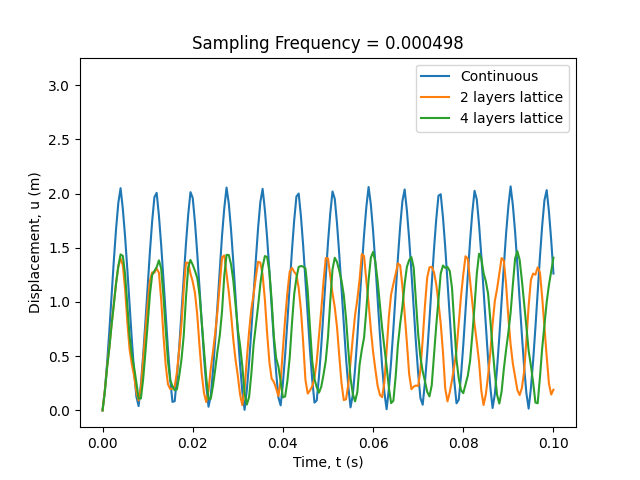 Sampling Frequency = 0.000498
Continuous
2 layers lattice
4 layers lattice
Displacement, u (m)
3.0
2.5
2.0
1.5
1.0
0.5
0.0
0.00 0.02 0.04 0.06 0.08 0.10
Time, t (s)